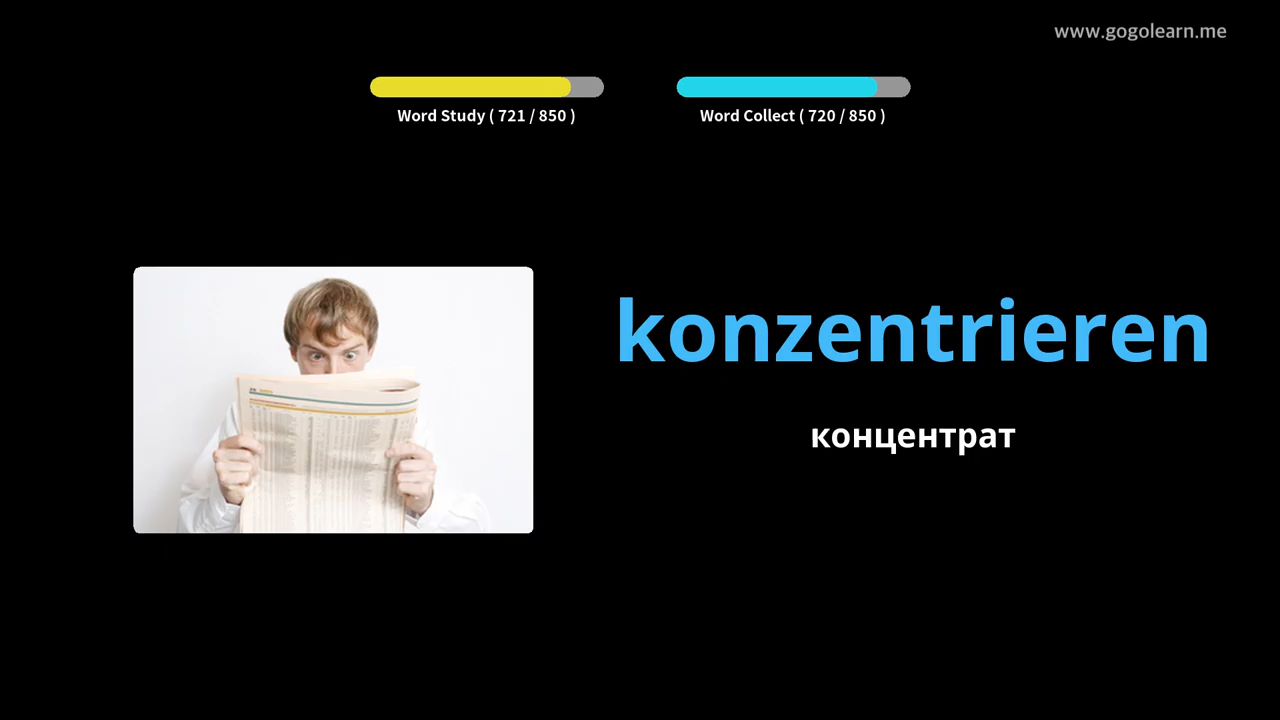 www.gogolearn.me
Word Study ( 721 / 850 )
Word Collect ( 720 / 850 )
konzentrieren
концентрат